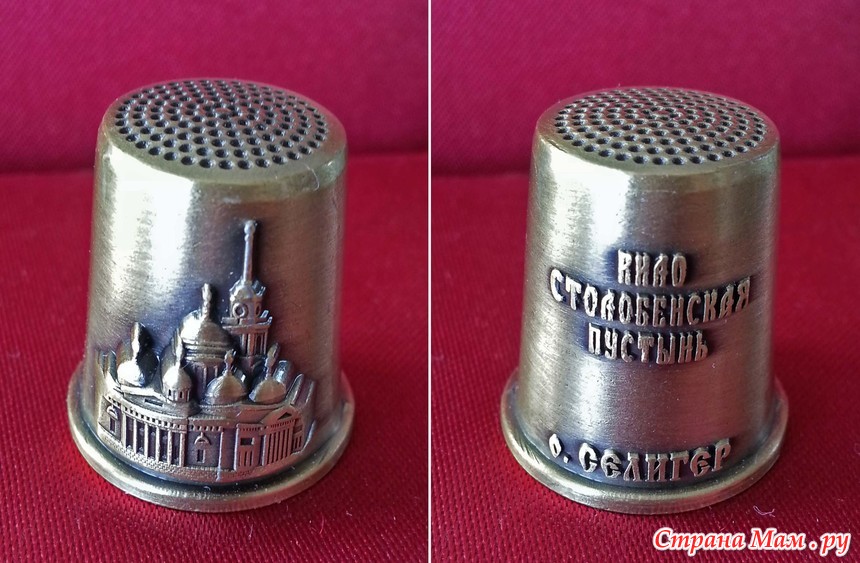 НИЛО
СТОЛОБЕНСКАЯ
ПУСТЫНЬ
о. СЕЛИГЕР
Страна Мам.ру